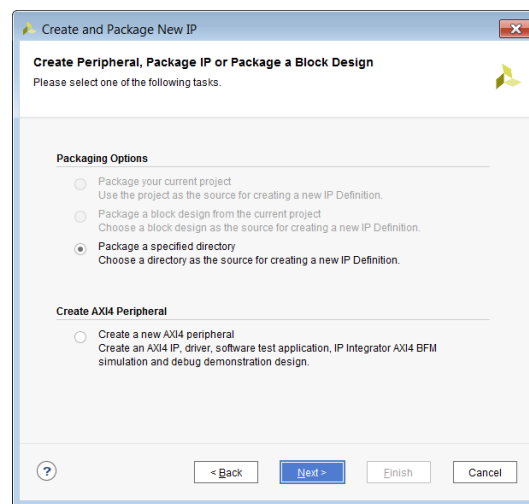 Create and Package New IP
Create Peripheral, Package IP or Package a Block Design
Please select one of the following tasks.
Packaging Options
Package your current project
Use the project as the source for creating a new IP Definition.
Package a block design from the current project
Choose a block design as the source for creating a new IP Definition.
Package a specified directory
Choose a directory as the source for creating a new IP Definition.
Create AXI4 Peripheral
Create a new AXI4 peripheral
Create an AXI4 IP, driver, software test application, IP Integrator AXI4 BFM
simulation and debug demonstration design.
? < Back Next > Finish Cancel